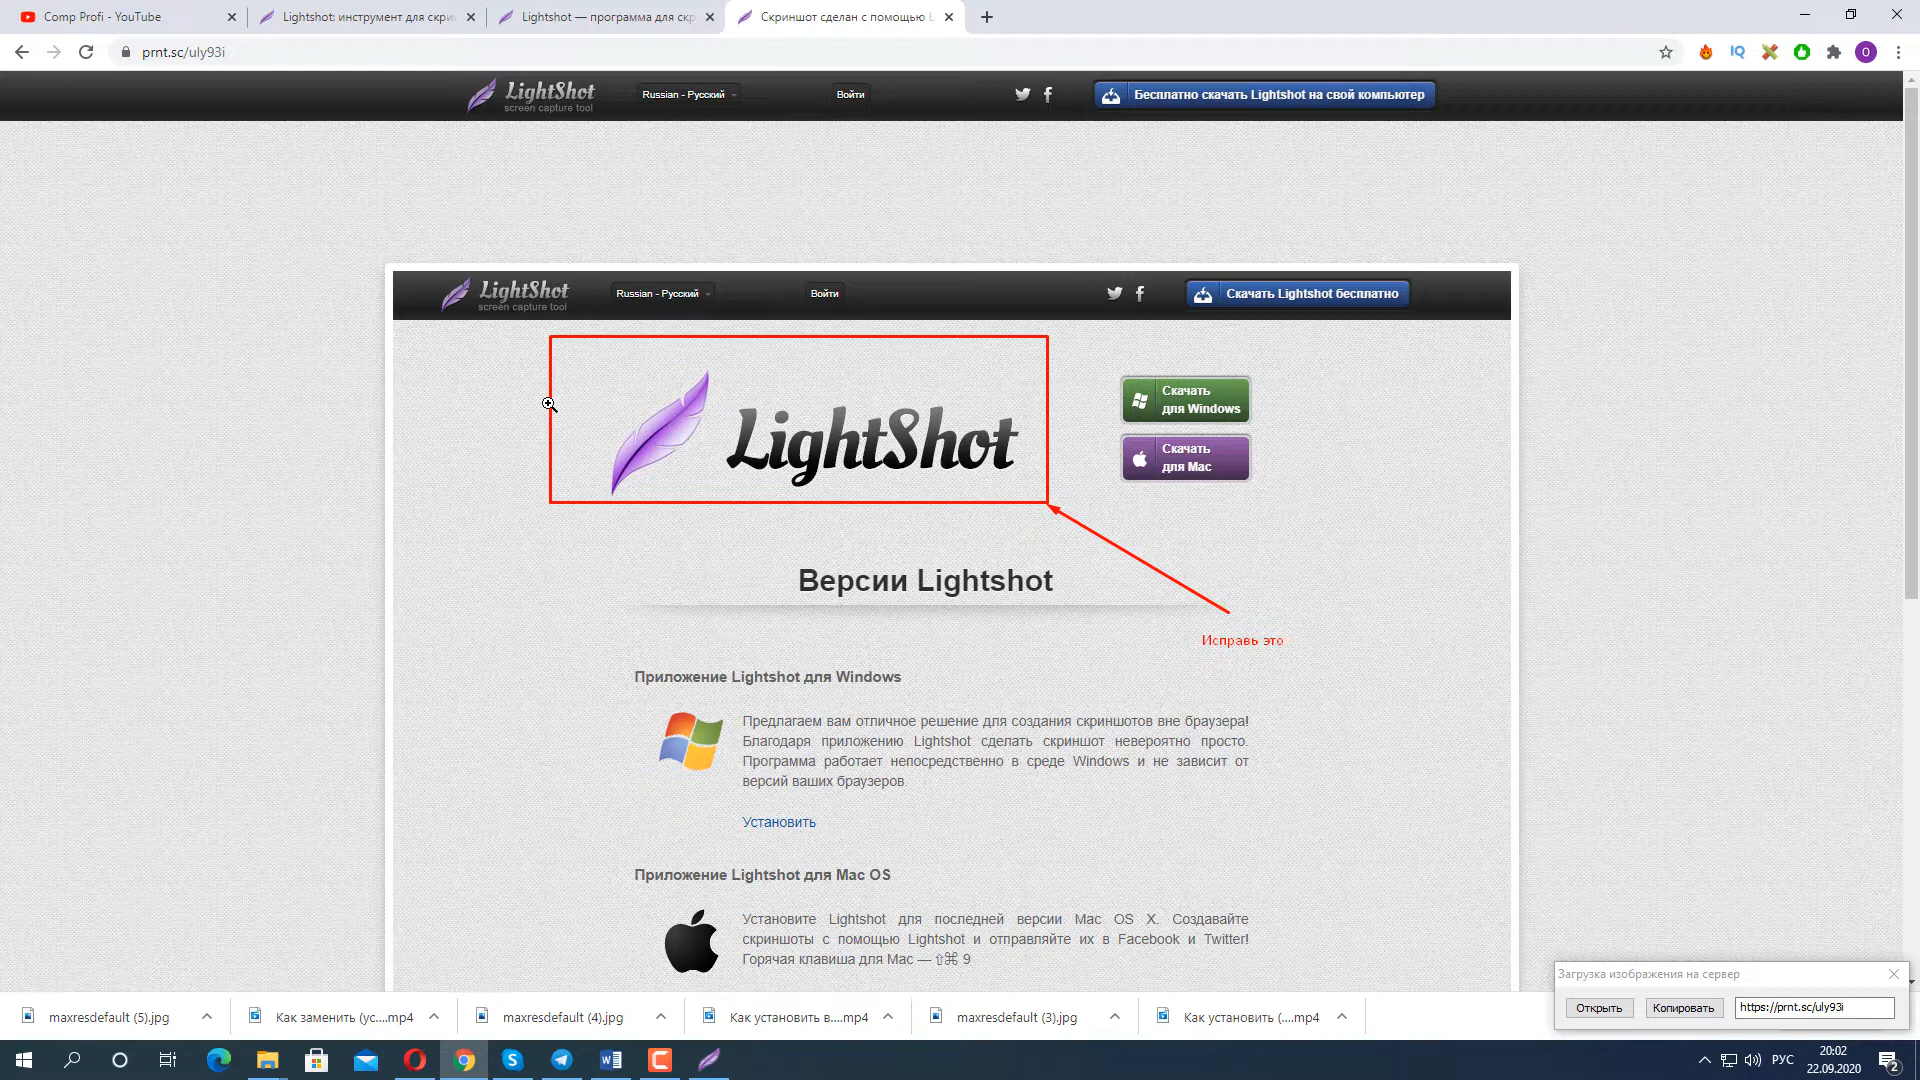 Comp Profi - YouTube
Lightshot: инструмент для скри
Lightshot — программа для скр
Скриншот сделан с помощью L
prnt.sc/uly93i
IQ
O
LightShot
screen capture tool
Russian - Русский
Войти
Бесплатно скачать Lightshot на свой компьютер
LightShot
screen capture tool
Russian - Русский
Войти
Скачать Lightshot бесплатно
LightShot
Скачать
для Windows
Скачать
для Mac
Версии Lightshot
Исправь это
Приложение Lightshot для Windows
Предлагаем вам отличное решение для создания скриншотов вне браузера!
Благодаря приложению Lightshot сделать скриншот невероятно просто.
Программа работает непосредственно в среде Windows и не зависит от
версий ваших браузеров.
Установить
Приложение Lightshot для Mac OS
Установите Lightshot для последней версии Mac OS X. Создавайте
скриншоты с помощью Lightshot и отправляйте их в Facebook и Twitter!
Горячая клавиша для Mac — ⇧⌘ 9
Загрузка изображения на сервер
Открыть
Копировать
https://prnt.sc/uly93i
maxresdefault (5).jpg
Как заменить (ус....mp4
maxresdefault (4).jpg
Как установить в....mp4
maxresdefault (3).jpg
Как установить (....mp4
РУС
20:02
22.09.2020
2